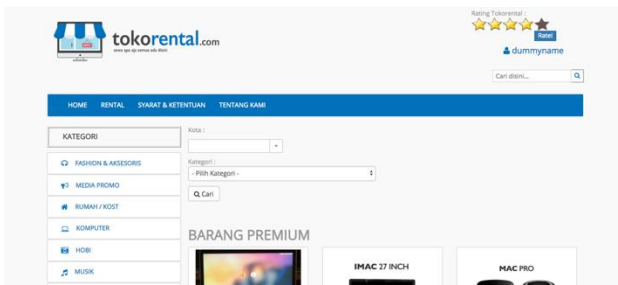 Rating Tokorental :
Rate!
tokorental.com
sewa apa aja semua ada disini
dummyname
Cari disini...
HOME RENTAL SYARAT & KETENTUAN TENTANG KAMI
KATEGORI
Kota :
FASHION & AKSESORIS
Kategori :
- Pilih Kategori -
MEDIA PROMO
Cari
RUMAH / KOST
KOMPUTER
BARANG PREMIUM
HOBI
IMAC 27 INCH
MAC PRO
MUSIK